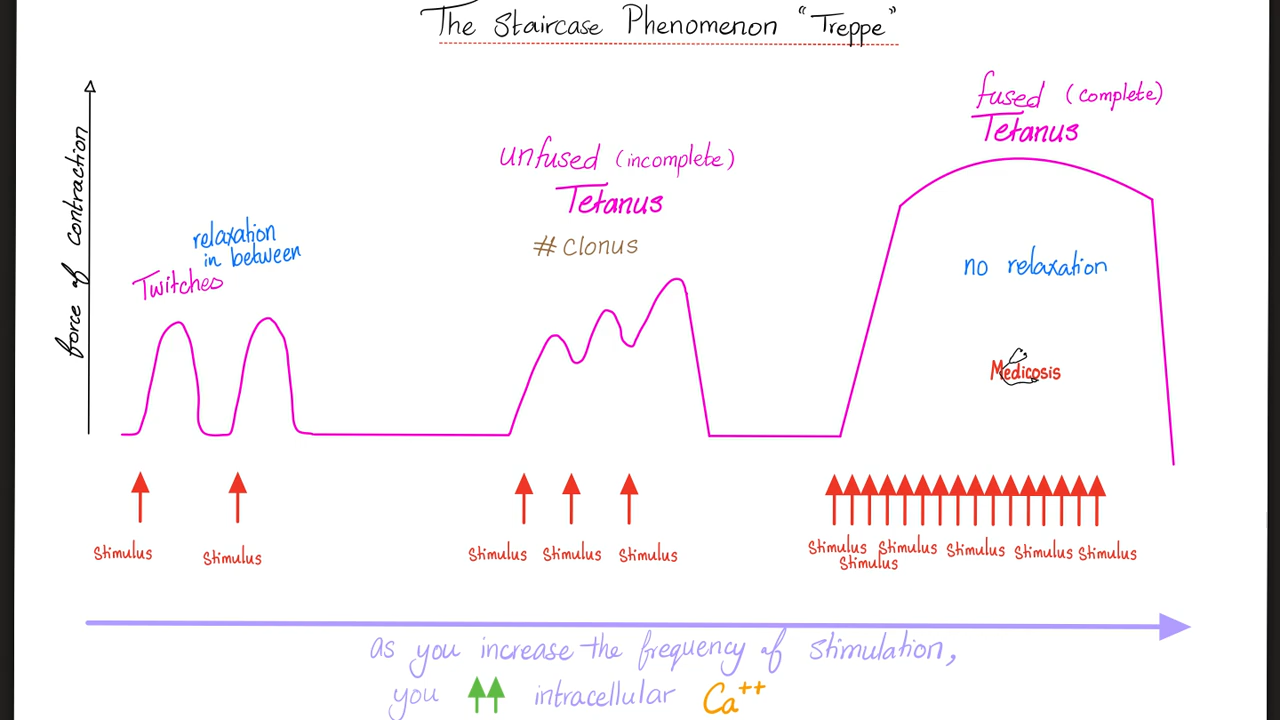 The Staircase Phenomenon "Treppe"
force of contraction
Twitches
relaxation
in between
unfused (incomplete)
Tetanus
# Clonus
fused (complete)
Tetanus
no relaxation
Medicosis
Stimulus
Stimulus
Stimulus
Stimulus
Stimulus
Stimulus Stimulus Stimulus Stimulus Stimulus
Stimulus
as you increase the frequency of stimulation,
you intracellular Ca++